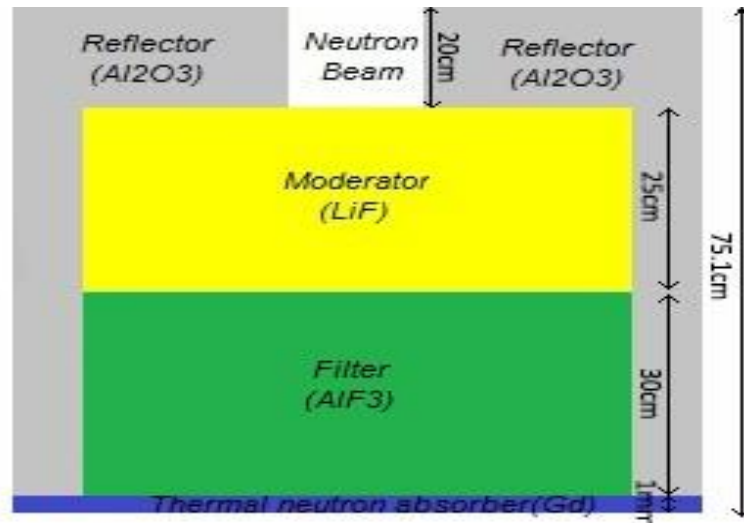 Reflector
(Al2O3)
Neutron
Beam
20cm
Reflector
(Al2O3)
Moderator
(LiF)
25cm
75.1cm
Filter
(AlF3)
30cm
Thermal neutron absorber(Gd)